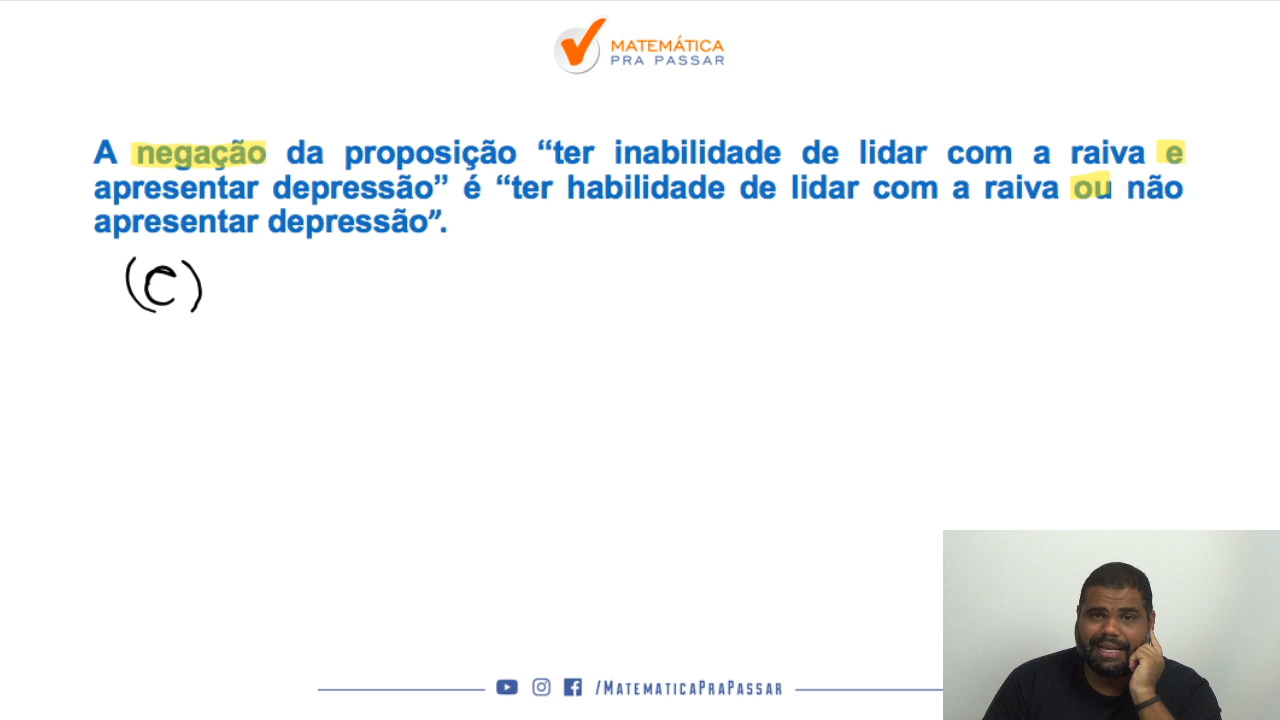 MATEMÁTICA
PRA PASSAR
A negação da proposição “ter inabilidade de lidar com a raiva e
apresentar depressão” é “ter habilidade de lidar com a raiva ou não
apresentar depressão”.
(C)
/MATEMATICAPRAPASSAR